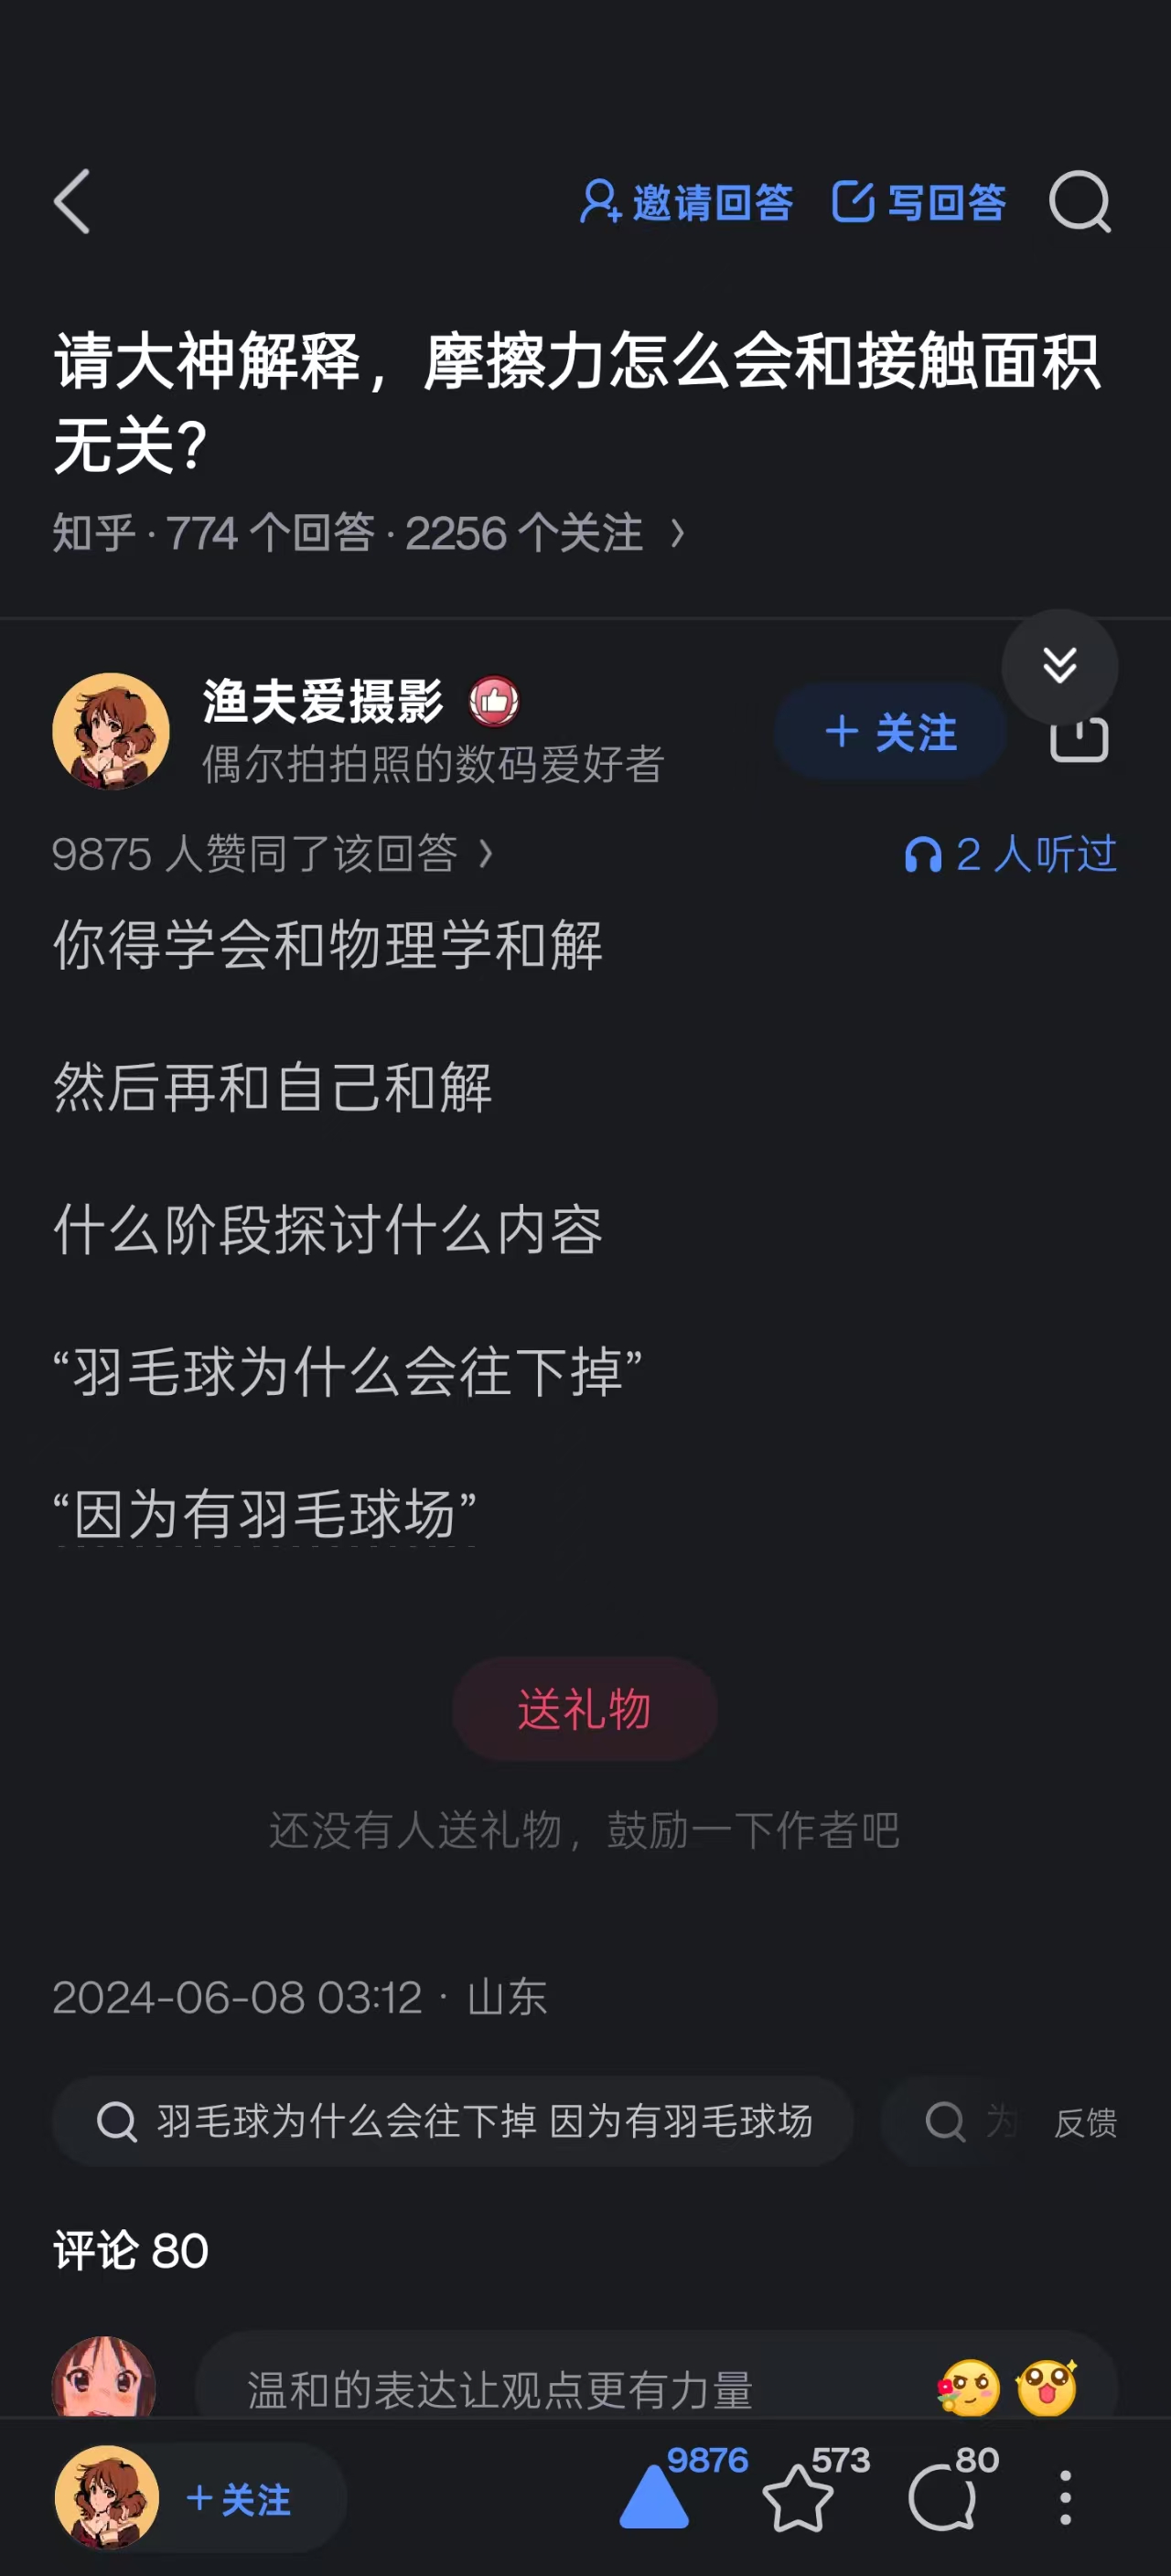 邀请回答 写回答
请大神解释，摩擦力怎么会和接触面积
无关？
知乎 · 774 个回答 · 2256 个关注
渔夫爱摄影
+ 关注
偶尔拍拍照的数码爱好者
9875 人赞同了该回答 2 人听过
你得学会和物理学和解
然后再和自己和解
什么阶段探讨什么内容
“羽毛球为什么会往下掉”
“因为有羽毛球场”
送礼物
还没有人送礼物，鼓励一下作者吧
2024-06-08 03:12 · 山东
羽毛球为什么会往下掉 因为有羽毛球场 为 反馈
评论 80
温和的表达让观点更有力量
+ 关注 9876 573 80